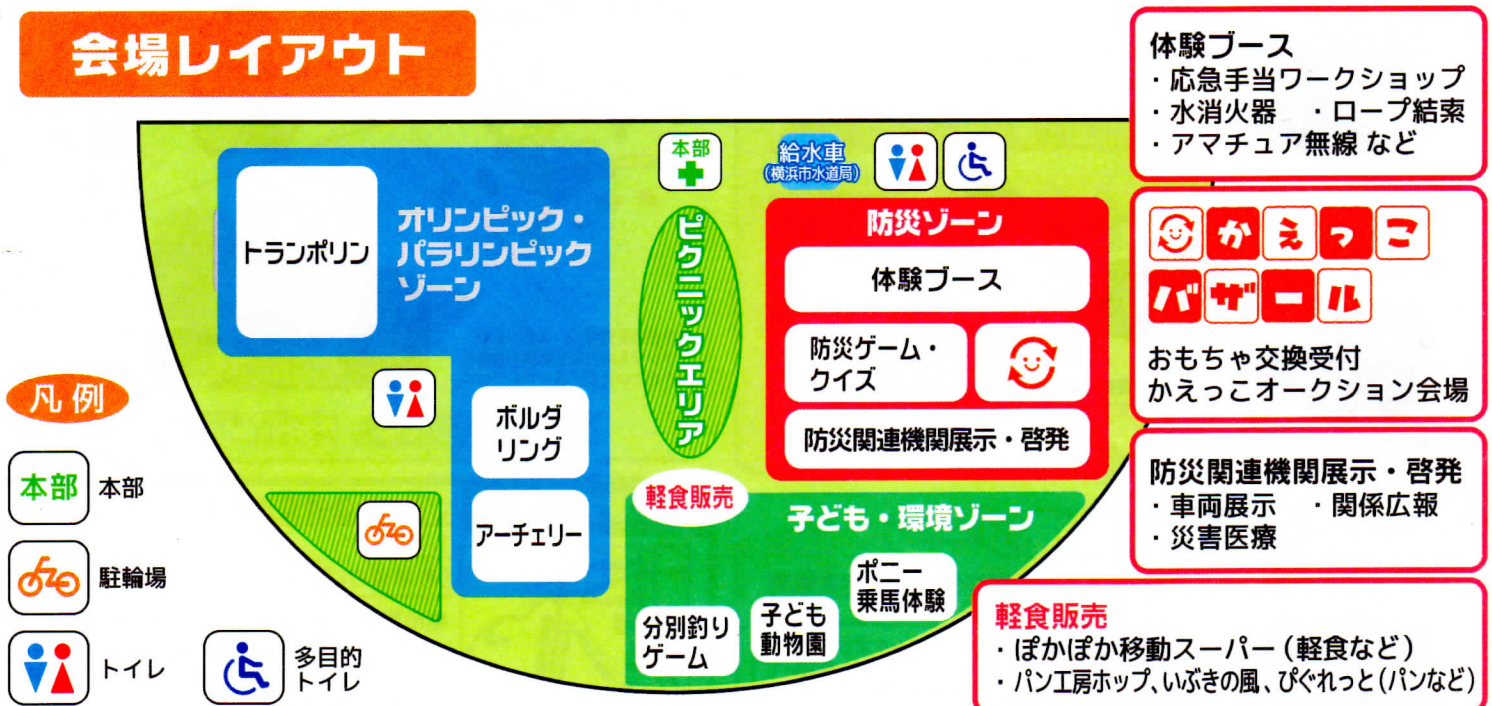 会場レイアウト
本部
給水車
(横浜市水道局)
トランポリン
オリンピック・
パラリンピック
ゾーン
ボルダ
リング
アーチェリー
ピクニックエリア
防災ゾーン
体験ブース
防災ゲーム・
クイズ
防災関連機関展示・啓発
軽食販売
子ども・環境ゾーン
ポニー
乗馬体験
子ども
動物園
分別釣り
ゲーム
凡例
本部 本部
駐輪場
トイレ
多目的
トイレ
体験ブース
・応急手当ワークショップ
・水消火器 ・ロープ結索
・アマチュア無線 など
かえっこ
バザール
おもちゃ交換受付
かえっこオークション会場
防災関連機関展示・啓発
・車両展示 ・関係広報
・災害医療
軽食販売
・ぽかぽか移動スーパー(軽食など)
・パン工房ホップ、いぶきの風、ぴぐれっと(パンなど)